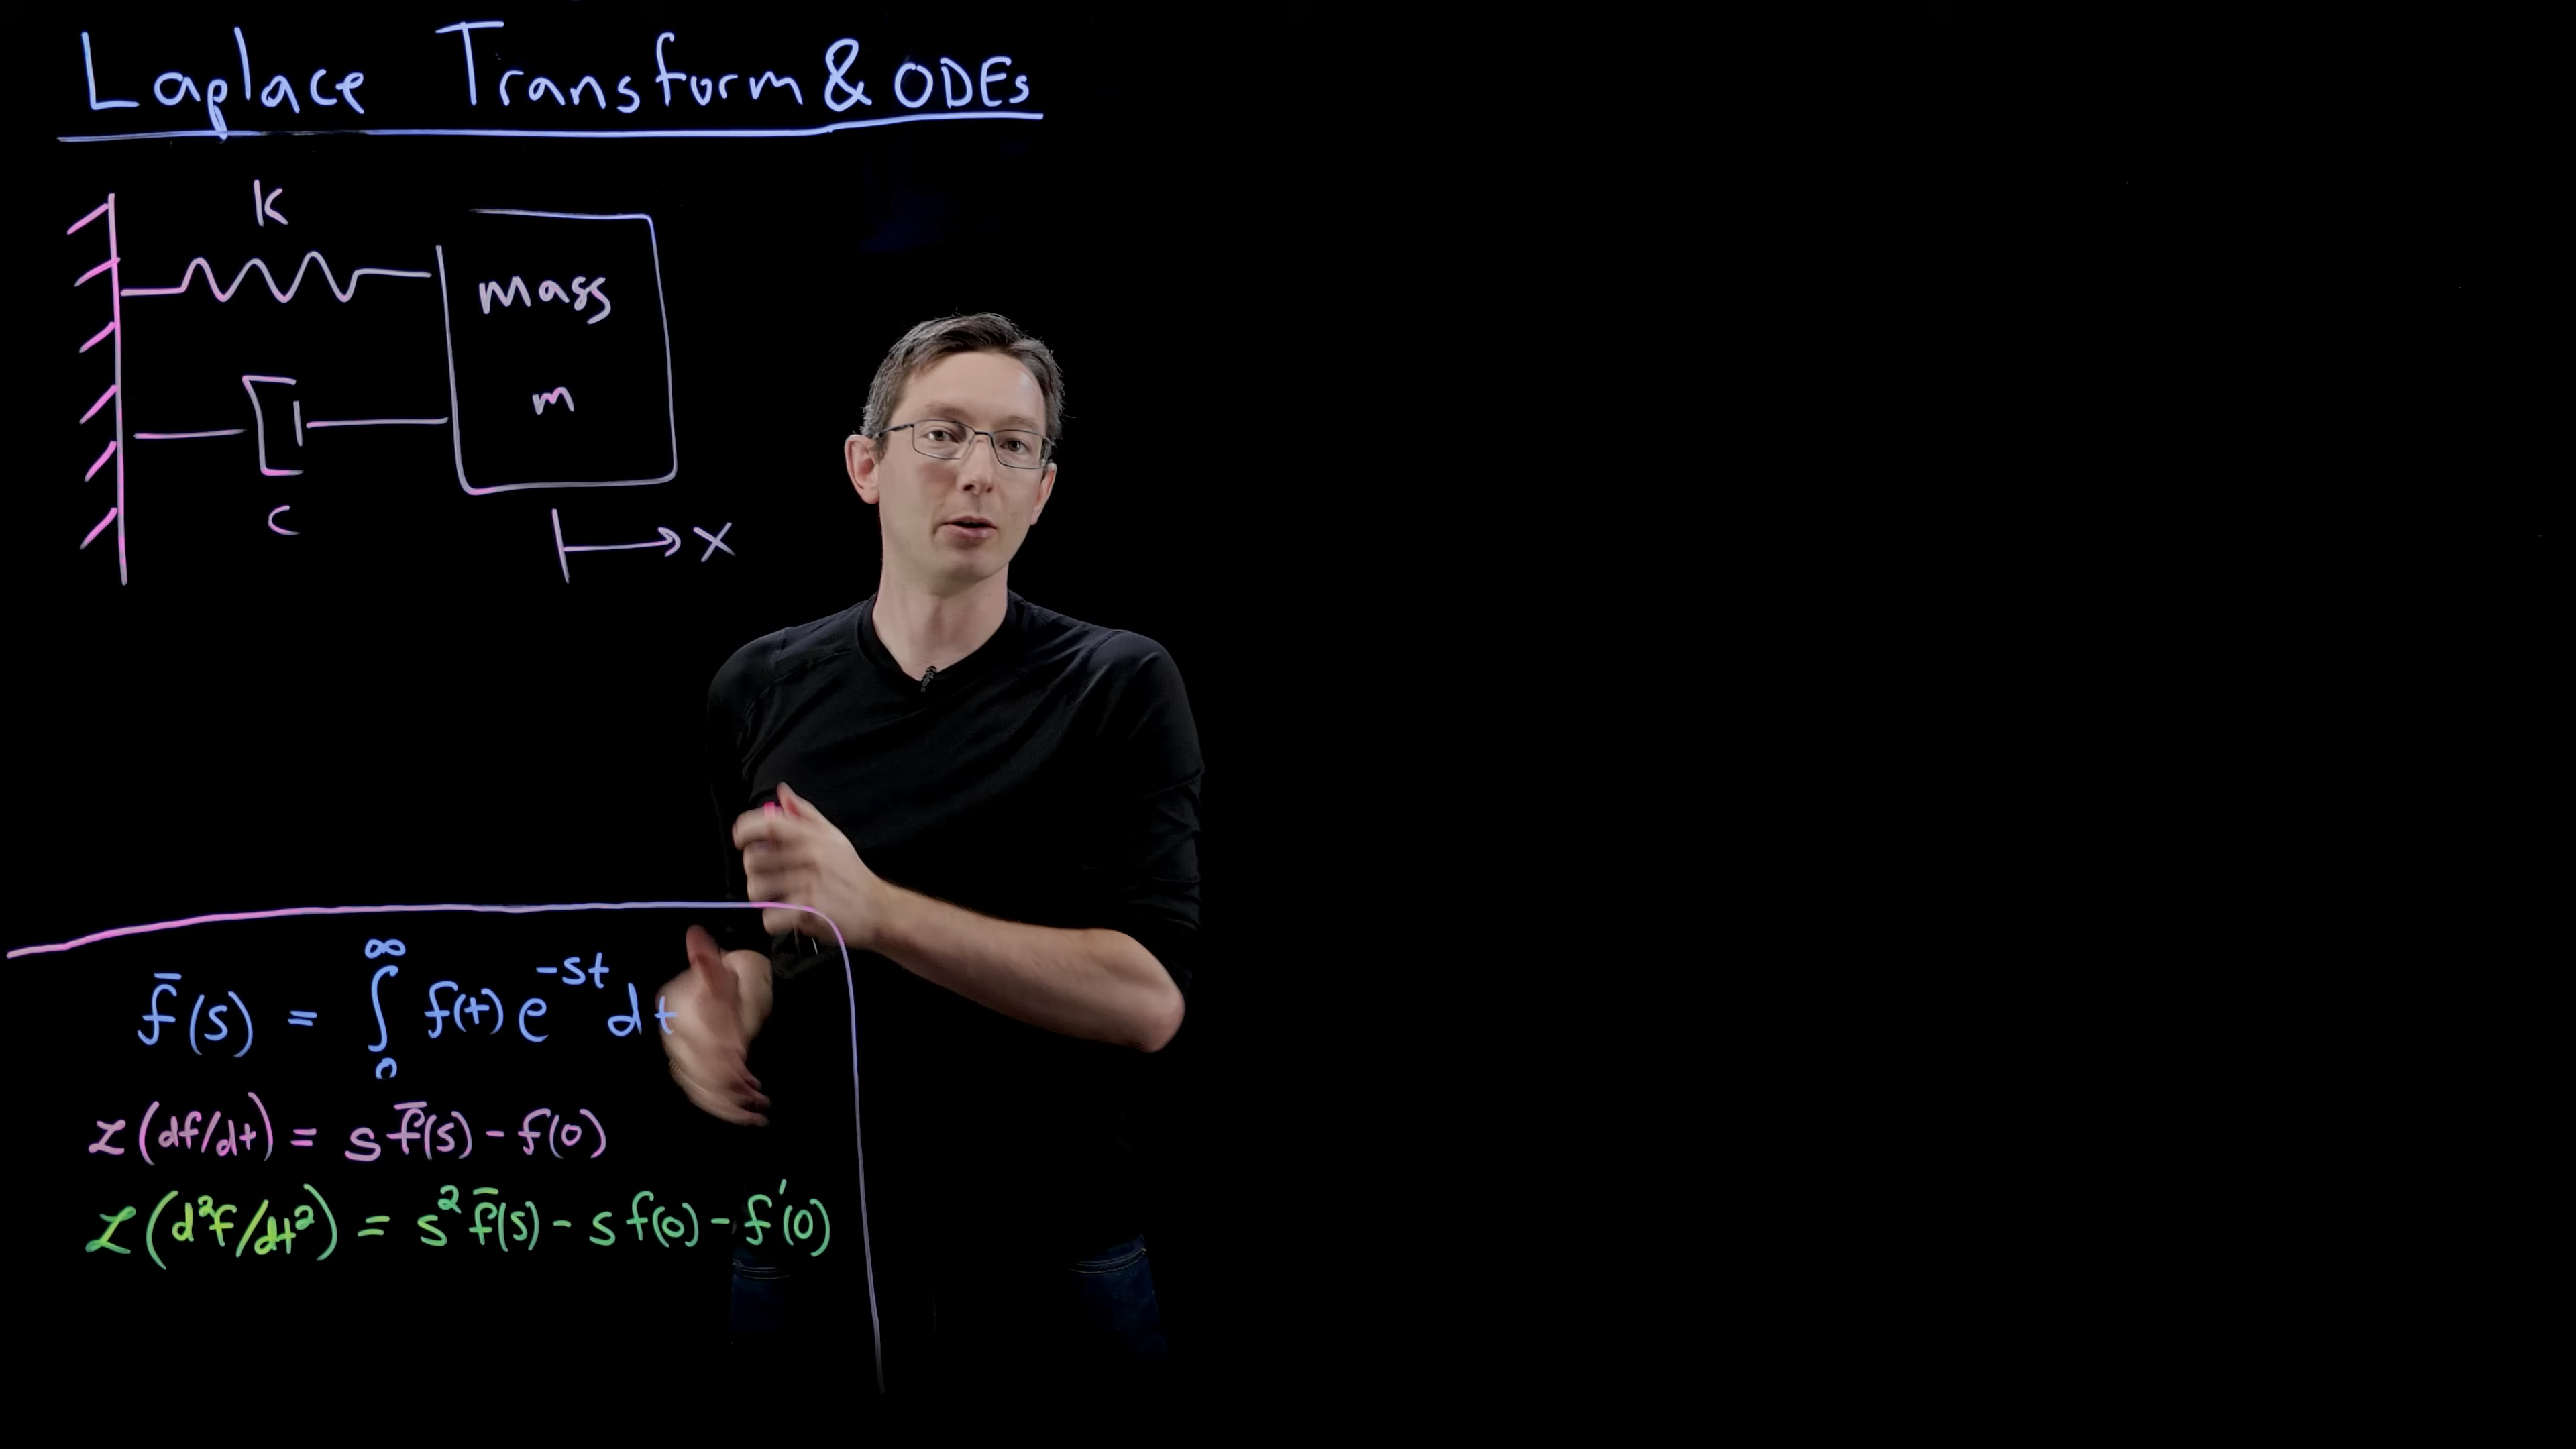 Laplace Transform & ODEs
K
mass
m
c
x
f̄(s) = ∫₀^∞ f(t) e^{-st} dt
ℒ(df/dt) = s f̄(s) - f(0)
ℒ(d²f/dt²) = s² f̄(s) - s f(0) - f'(0)